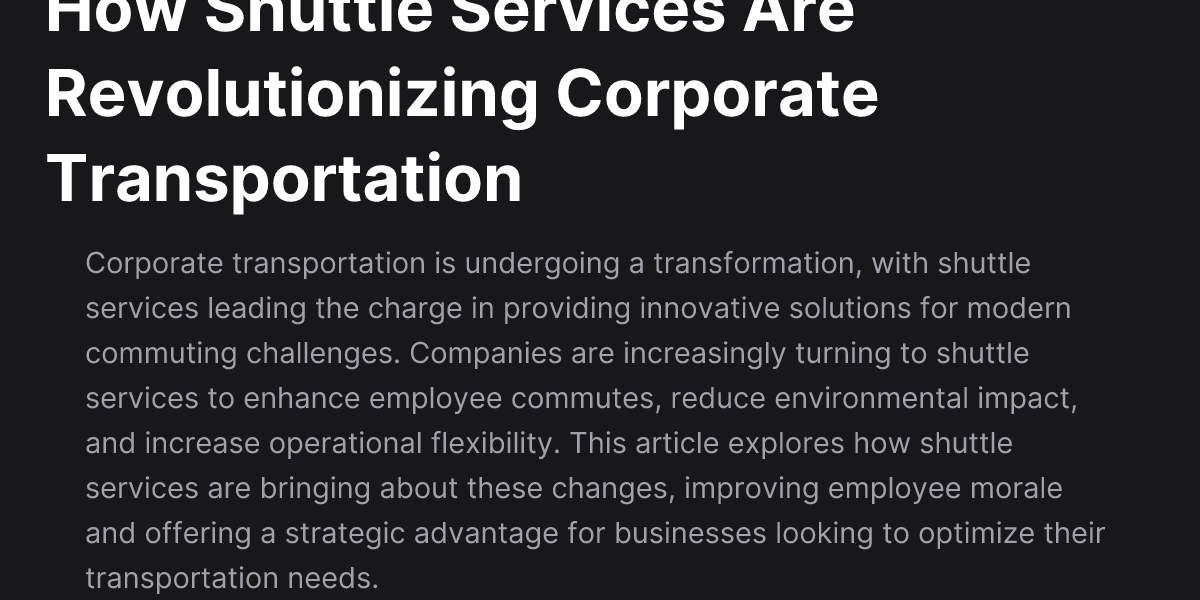 How Shuttle Services Are
Revolutionizing Corporate
Transportation
Corporate transportation is undergoing a transformation, with shuttle
services leading the charge in providing innovative solutions for modern
commuting challenges. Companies are increasingly turning to shuttle
services to enhance employee commutes, reduce environmental impact,
and increase operational flexibility. This article explores how shuttle
services are bringing about these changes, improving employee morale
and offering a strategic advantage for businesses looking to optimize their
transportation needs.